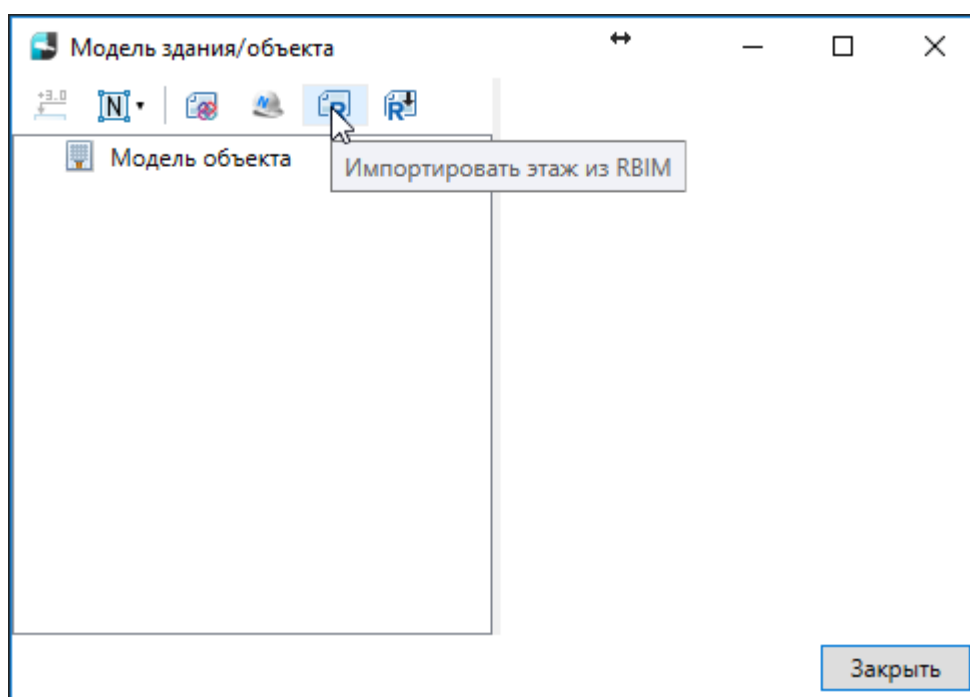 Модель здания/объекта
+3.0
N
R
R
Модель объекта
Импортировать этаж из RBIM
Закрыть